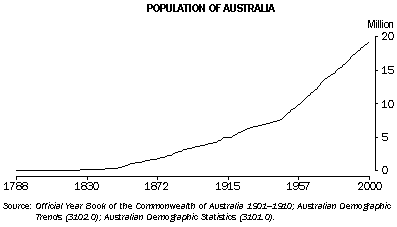 POPULATION OF AUSTRALIA
Million
20
15
10
5
0
1788 1830 1872 1915 1957 2000
Source: Official Year Book of the Commonwealth of Australia 1901–1910; Australian Demographic
Trends (3102.0); Australian Demographic Statistics (3101.0).